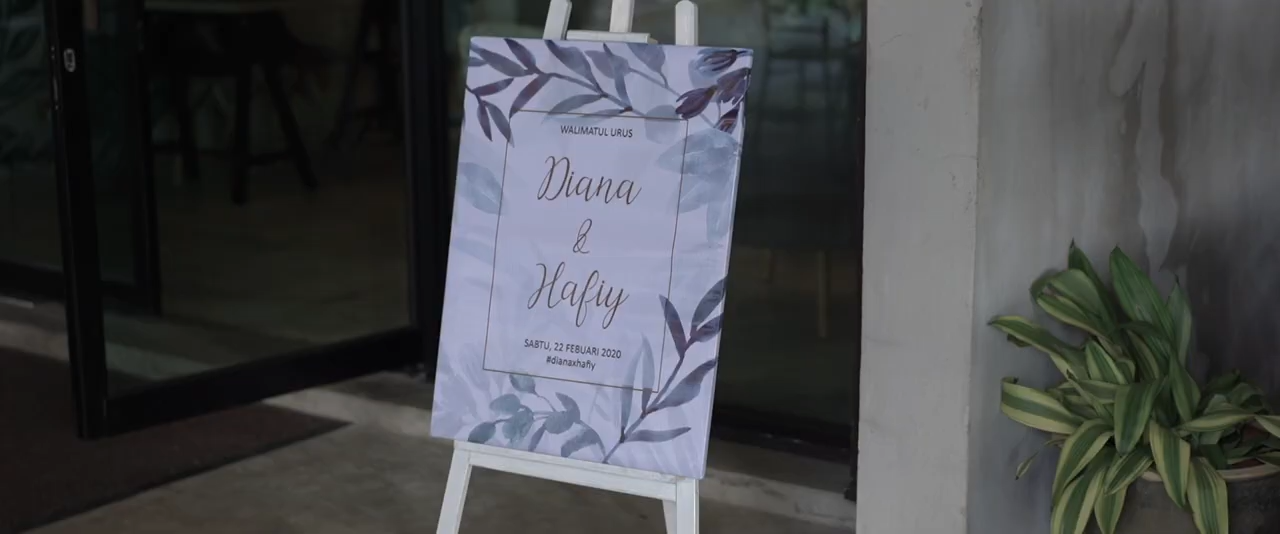 WALIMATUL URUS
Diana
&
Hafiy
SABTU, 22 FEBUARI 2020
#dianaxhafiy